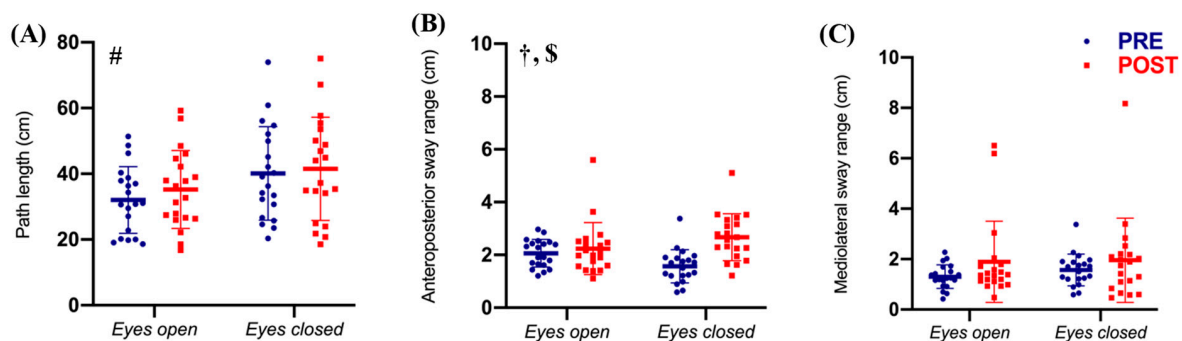 (A)
#
Path length (cm)
80
60
40
20
0
Eyes open
Eyes closed
(B)
†, $
Anteroposterior sway range (cm)
10
8
6
4
2
0
Eyes open
Eyes closed
(C)
PRE
POST
Mediolateral sway range (cm)
10
8
6
4
2
0
Eyes open
Eyes closed